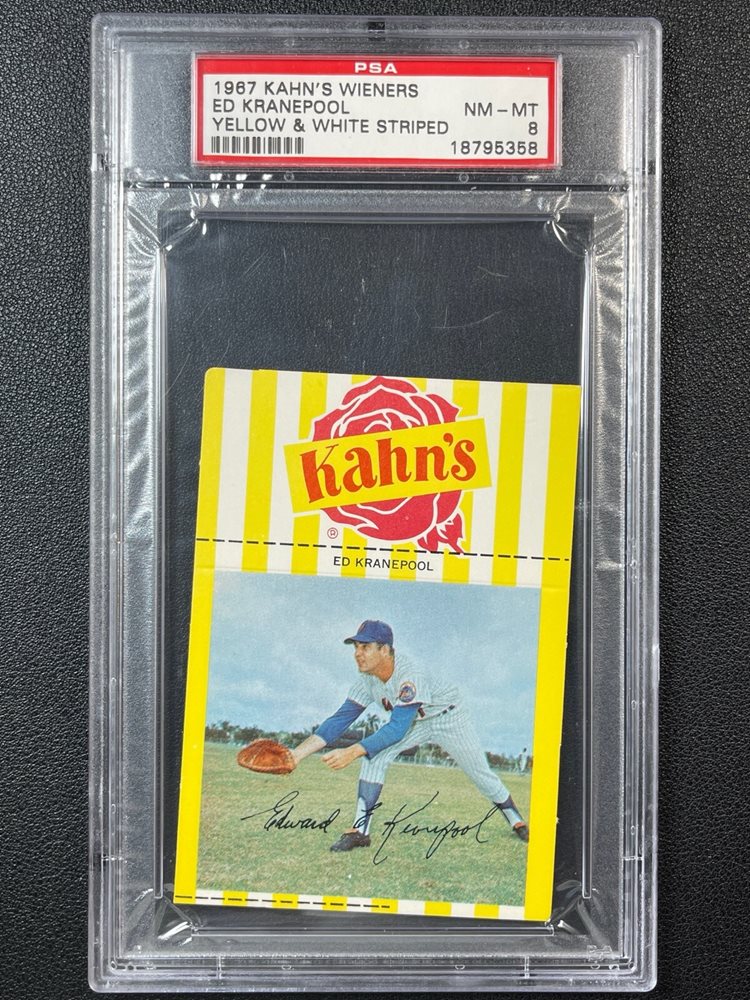 PSA
1967 KAHN'S WIENERS
ED KRANEPOOL NM-MT
YELLOW & WHITE STRIPED 8
18795358
Kahn's
®
ED KRANEPOOL
Edward E Kranepool